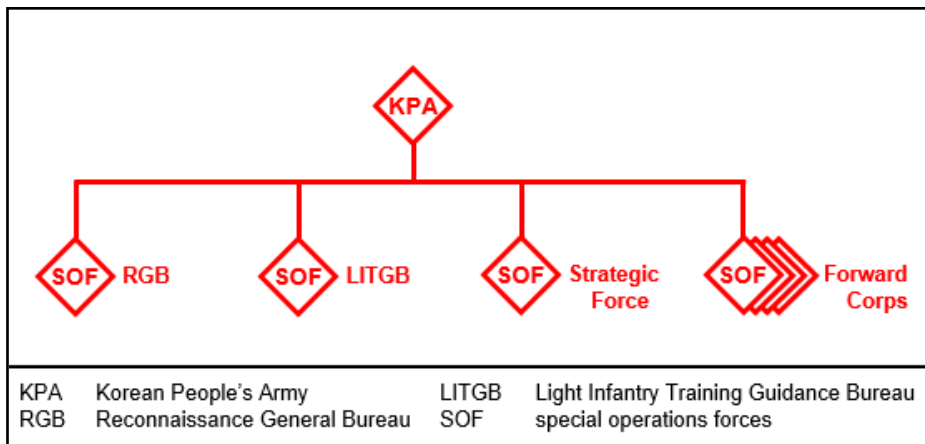 KPA
SOF RGB
SOF LITGB
SOF Strategic
Force
SOF Forward
Corps
KPA Korean People's Army LITGB Light Infantry Training Guidance Bureau
RGB Reconnaissance General Bureau SOF special operations forces